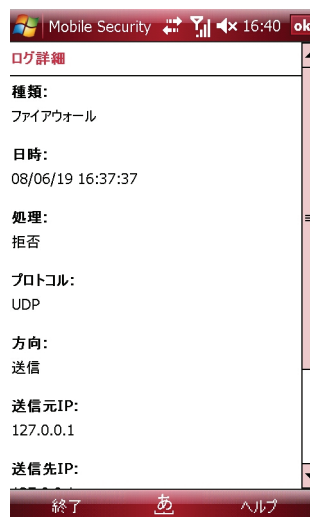 Mobile Security 16:40 ok
ログ詳細
種類:
ファイアウォール
日時:
08/06/19 16:37:37
処理:
拒否
プロトコル:
UDP
方向:
送信
送信元IP:
127.0.0.1
送信先IP:
終了 あ ヘルプ